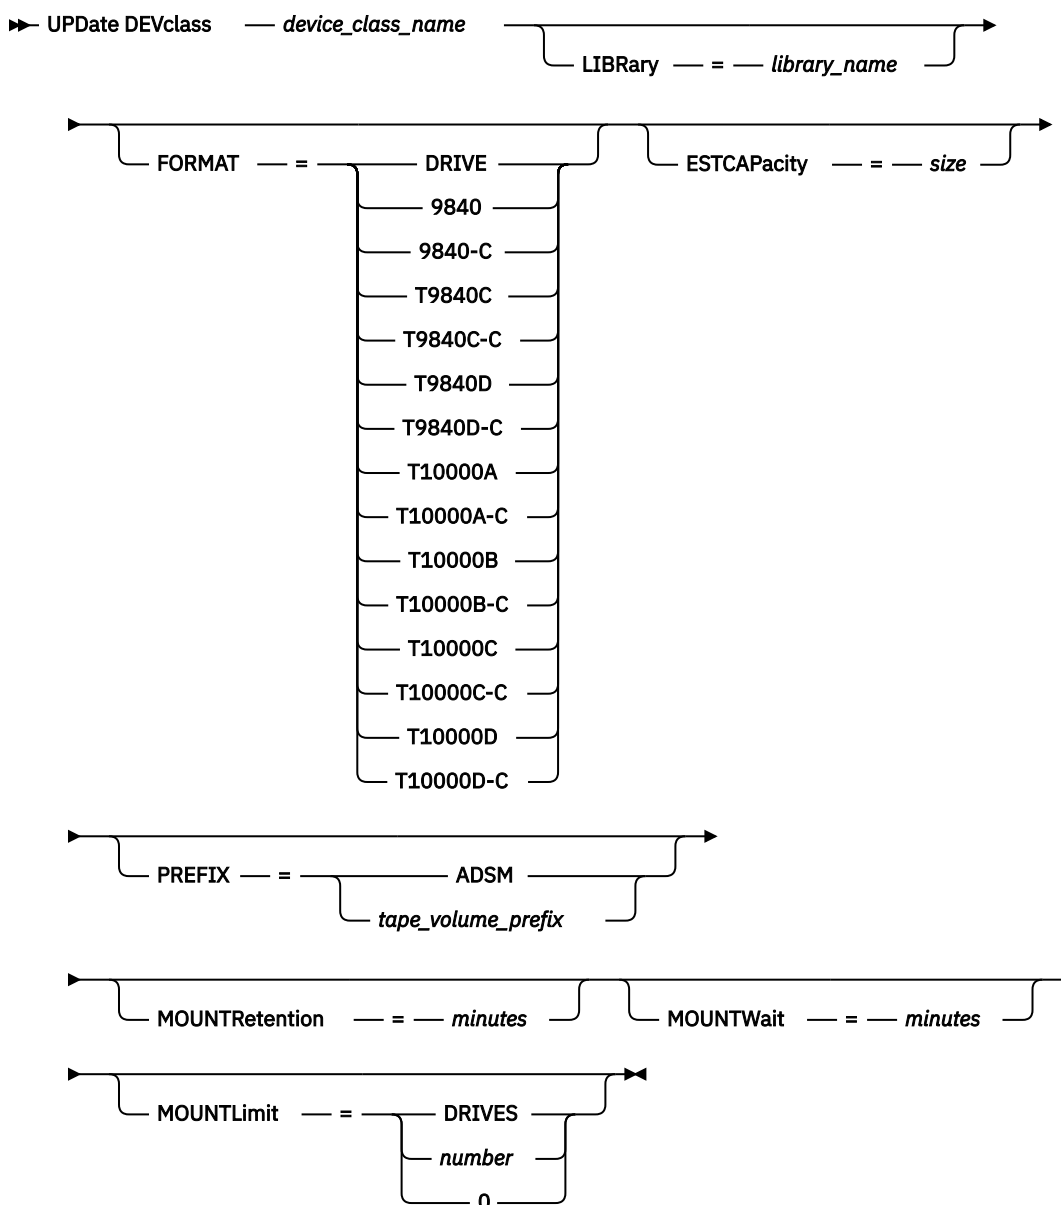 UPDate DEVclass device_class_name
LIBRary = library_name
FORMAT = DRIVE ESTCAPacity = size
9840
9840-C
T9840C
T9840C-C
T9840D
T9840D-C
T10000A
T10000A-C
T10000B
T10000B-C
T10000C
T10000C-C
T10000D
T10000D-C
PREFIX = ADSM
tape_volume_prefix
MOUNTRetention = minutes MOUNTWait = minutes
MOUNTLimit = DRIVES
number
0